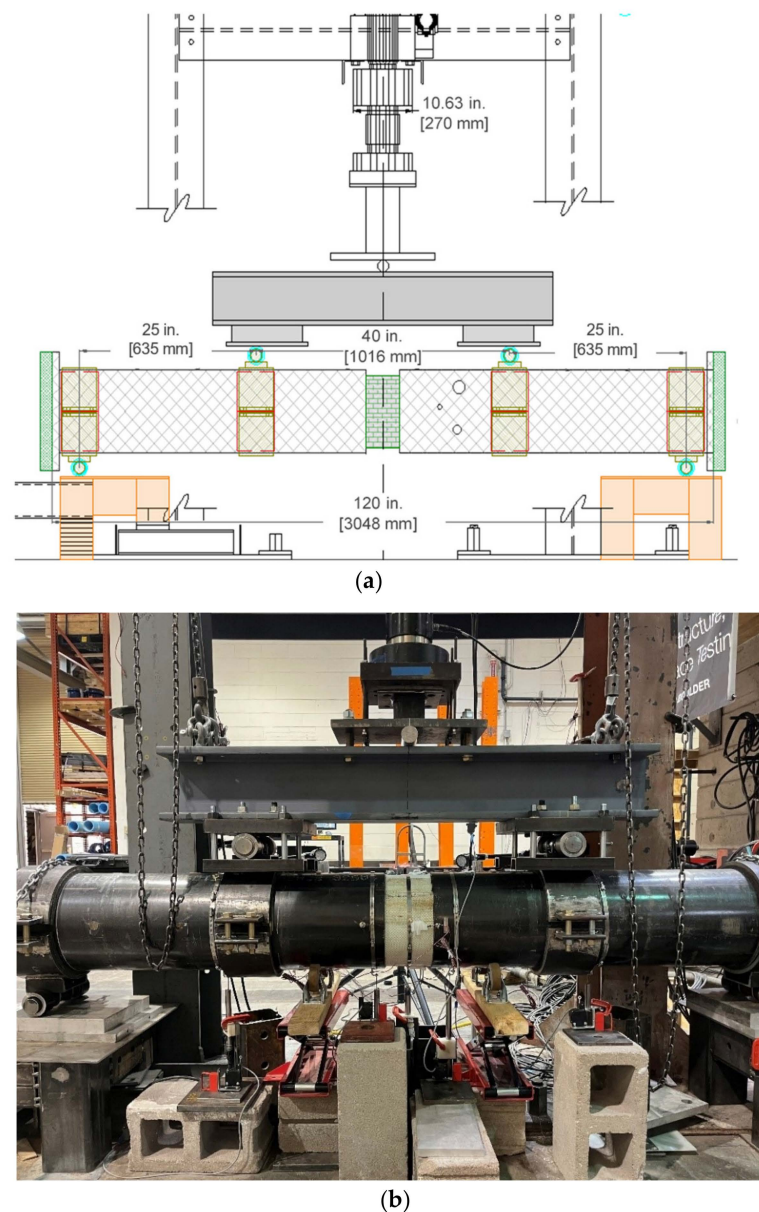 10.63 in.
[270 mm]
25 in.
[635 mm]
40 in.
[1016 mm]
25 in.
[635 mm]
120 in.
[3048 mm]
(a)
Testin
(b)